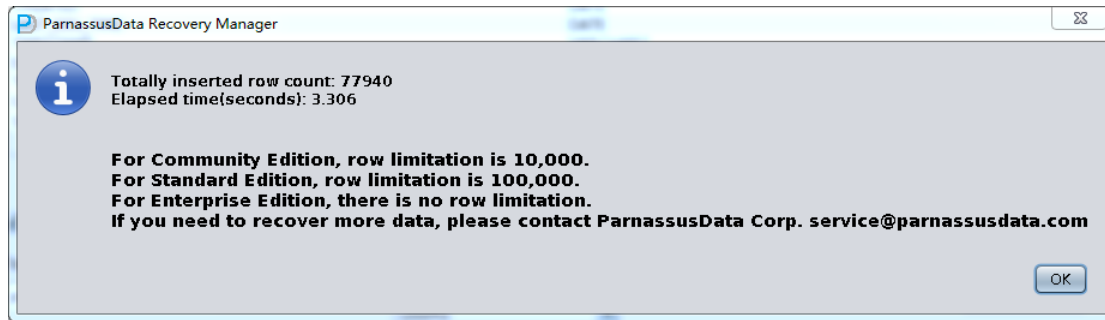 ParnassusData Recovery Manager
Totally inserted row count: 77940
Elapsed time(seconds): 3.306
For Community Edition, row limitation is 10,000.
For Standard Edition, row limitation is 100,000.
For Enterprise Edition, there is no row limitation.
If you need to recover more data, please contact ParnassusData Corp. service@parnassusdata.com
OK